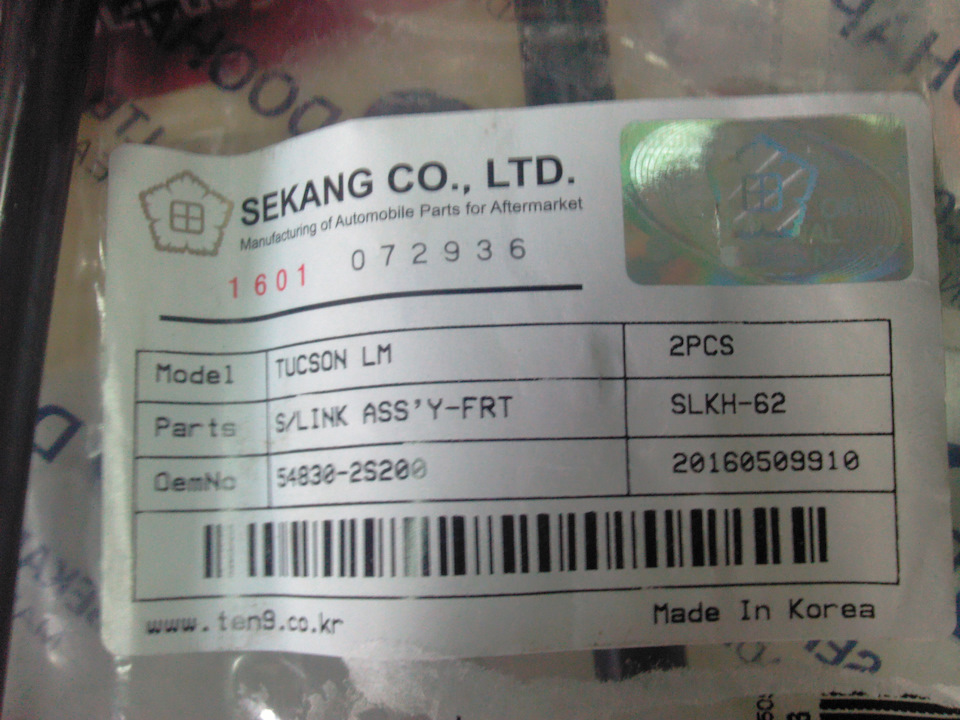 SEKANG CO., LTD.
Manufacturing of Automobile Parts for Aftermarket
1601 072936
Model TUCSON LM 2PCS
Parts S/LINK ASS'Y-FRT SLKH-62
OemNo 54830-2S200 20160509910
www.ten9.co.kr Made In Korea